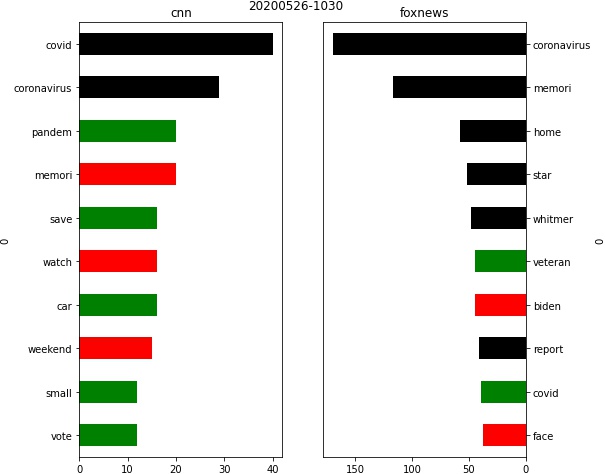 20200526-1030
cnn
foxnews
covid
coronavirus
pandem
memori
save
watch
car
weekend
small
vote
0 10 20 30 40
0
coronavirus
memori
home
star
whitmer
veteran
biden
report
covid
face
150 100 50 0
0